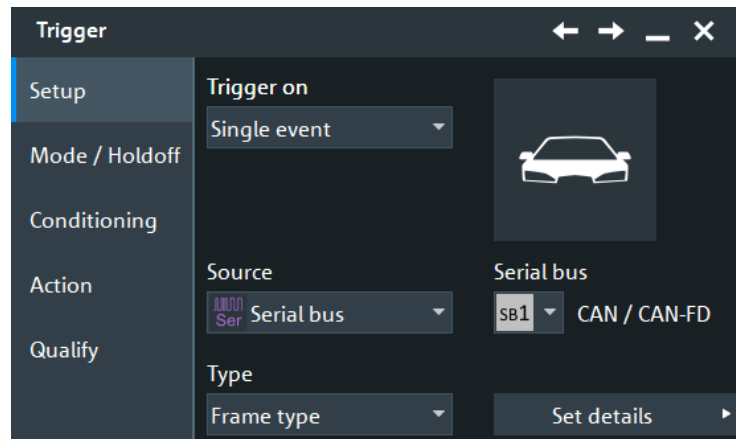 Trigger
Setup
Mode / Holdoff
Conditioning
Action
Qualify
Trigger on
Single event
Source
Ser Serial bus
Serial bus
SB1 CAN / CAN-FD
Type
Frame type
Set details